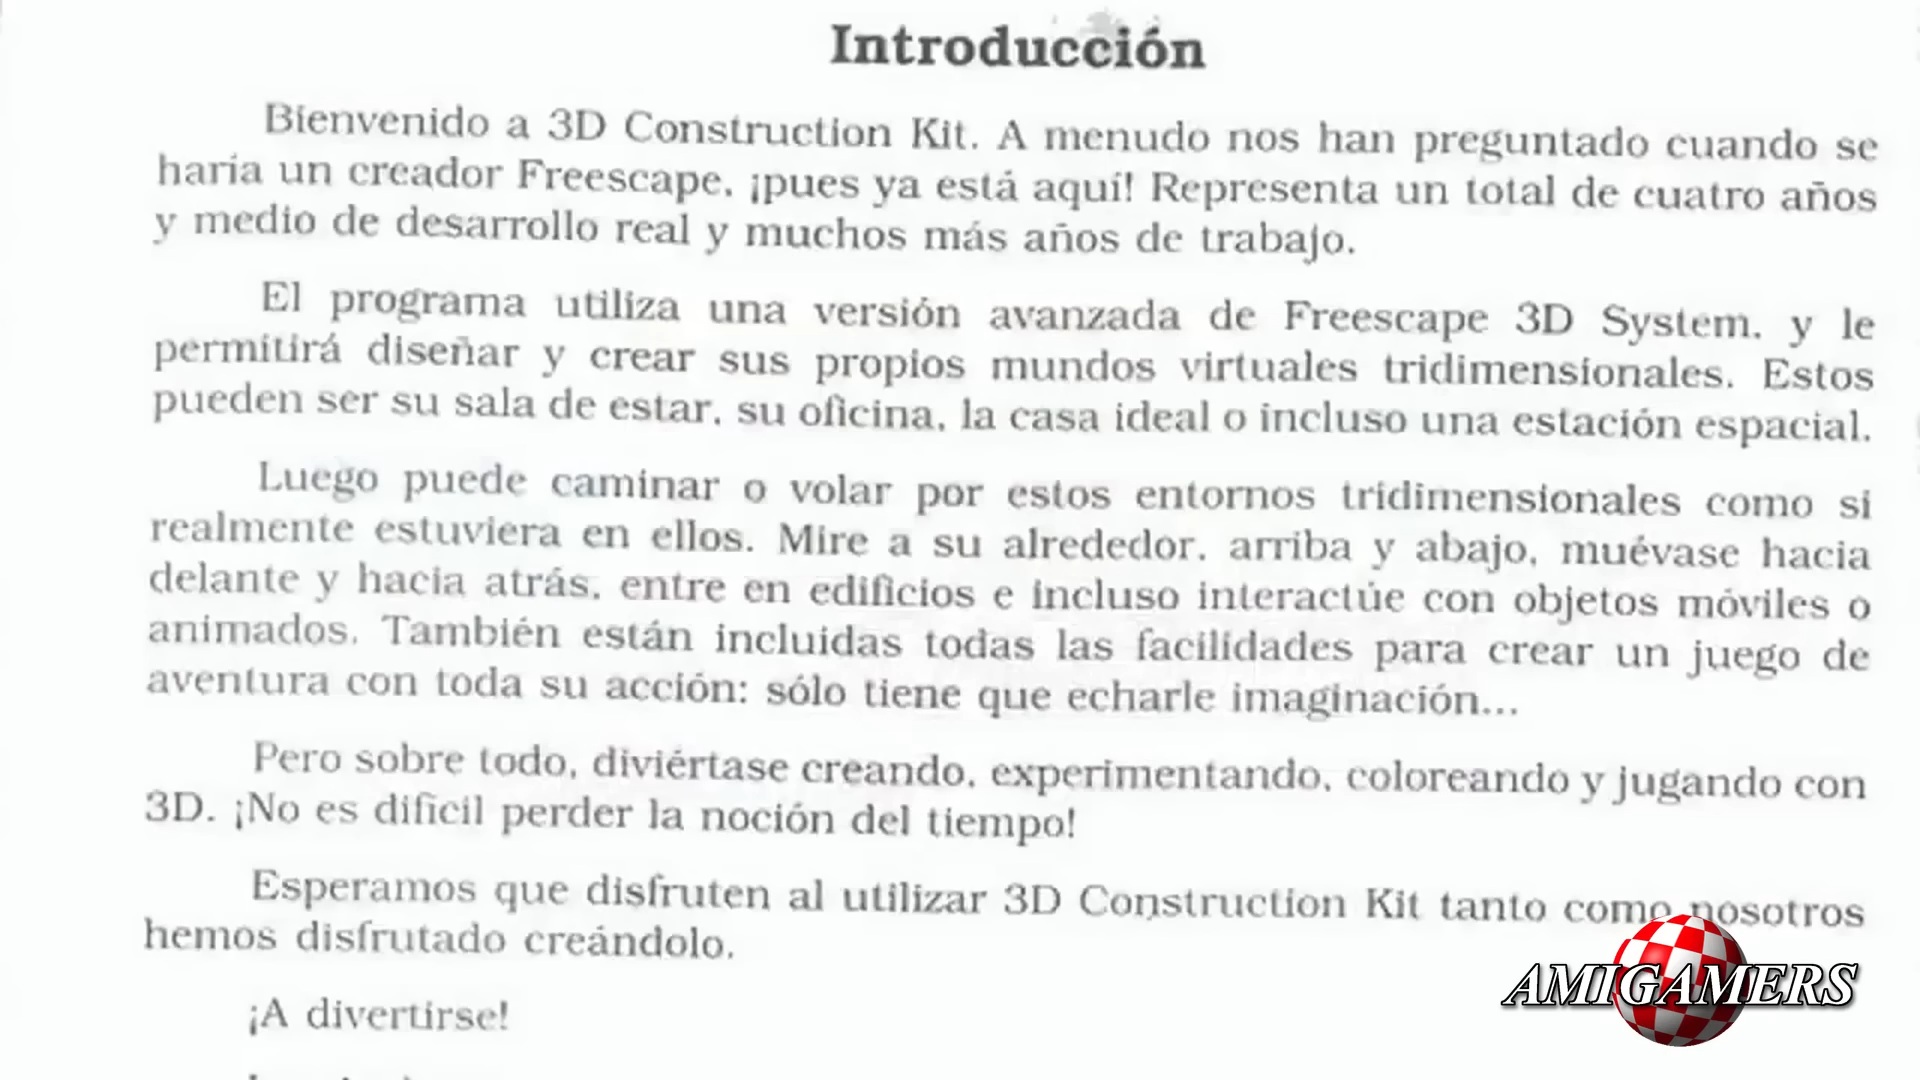 Introducción
Bienvenido a 3D Construction Kit. A menudo nos han preguntado cuando se
haría un creador Freescape, ¡pues ya está aquí! Representa un total de cuatro años
y medio de desarrollo real y muchos más años de trabajo.
El programa utiliza una versión avanzada de Freescape 3D System, y le
permitirá diseñar y crear sus propios mundos virtuales tridimensionales. Estos
pueden ser su sala de estar, su oficina, la casa ideal o incluso una estación espacial.
Luego puede caminar o volar por estos entornos tridimensionales como si
realmente estuviera en ellos. Mire a su alrededor, arriba y abajo, muévase hacia
delante y hacia atrás, entre en edificios e incluso interactúe con objetos móviles o
animados. También están incluidas todas las facilidades para crear un juego de
aventura con toda su acción: sólo tiene que echarle imaginación...
Pero sobre todo, diviértase creando, experimentando, coloreando y jugando con
3D. ¡No es difícil perder la noción del tiempo!
Esperamos que disfruten al utilizar 3D Construction Kit tanto como nosotros
hemos disfrutado creándolo.
¡A divertirse!
AMIGAMERS